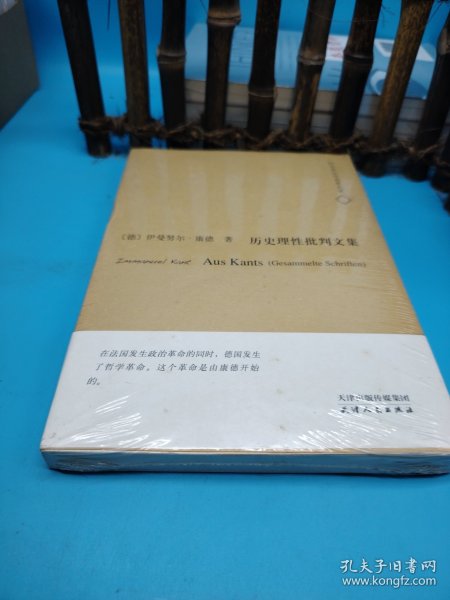 (德) 伊曼努尔·康德 著 历史理性批判文集
Immanuel Kant Aus Kants (Gesammelte Schriften)
在法国发生政治革命的同时，德国发生
了哲学革命。这个革命是由康德开始
的。
天津出版传媒集团
天津人民出版社
孔夫子旧书网
www.kongfz.com